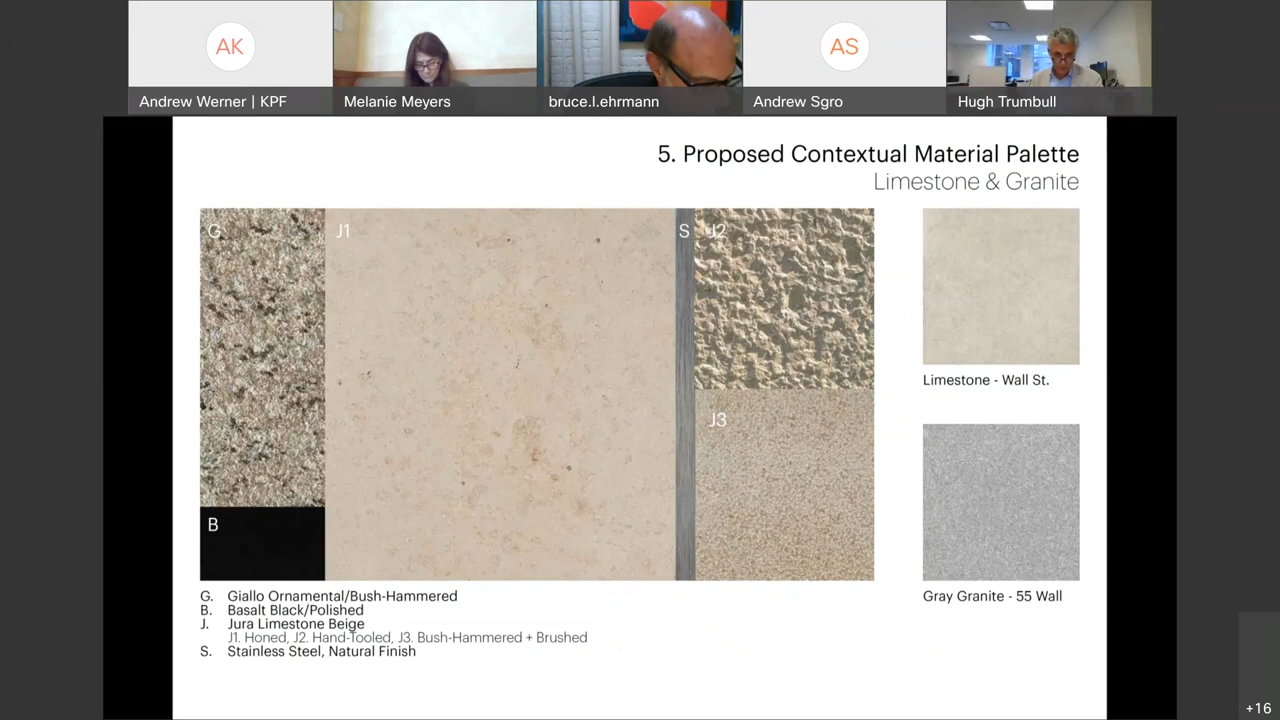 AK
AS
Andrew Werner | KPF
Melanie Meyers
bruce.l.ehrmann
Andrew Sgro
Hugh Trumbull
5. Proposed Contextual Material Palette
Limestone & Granite
G
J1
S
J2
J3
B
Limestone - Wall St.
Gray Granite - 55 Wall
G. Giallo Ornamental/Bush-Hammered
B. Basalt Black/Polished
J. Jura Limestone Beige
J1. Honed, J2. Hand-Tooled, J3. Bush-Hammered + Brushed
S. Stainless Steel, Natural Finish
+16